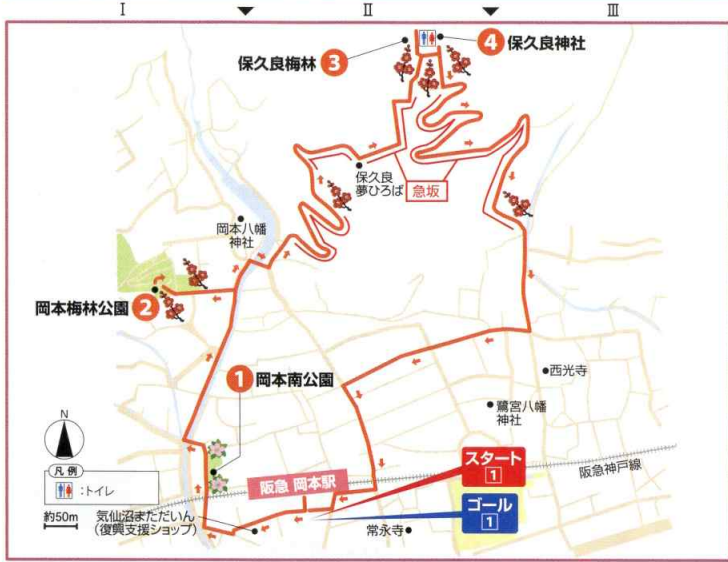 I
II
III
4 保久良神社
保久良梅林 3
保久良
夢ひろば
急坂
岡本八幡
神社
岡本梅林公園 2
1 岡本南公園
西光寺
鷺宮八幡
神社
N
凡例
:トイレ
約50m
スタート
1
阪急神戸線
阪急 岡本駅
ゴール
1
気仙沼まただいん
(復興支援ショップ)
常永寺